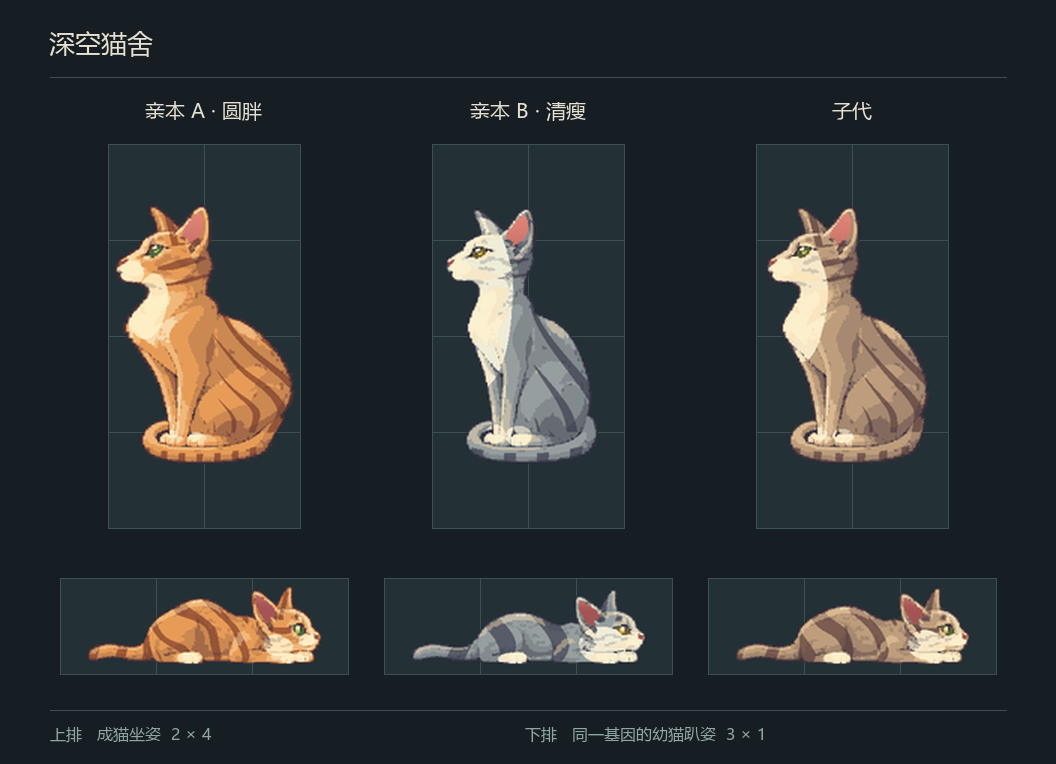 深空猫舍
亲本 A · 圆胖
亲本 B · 清瘦
子代
上排 成猫坐姿 2 × 4
下排 同一基因的幼猫趴姿 3 × 1